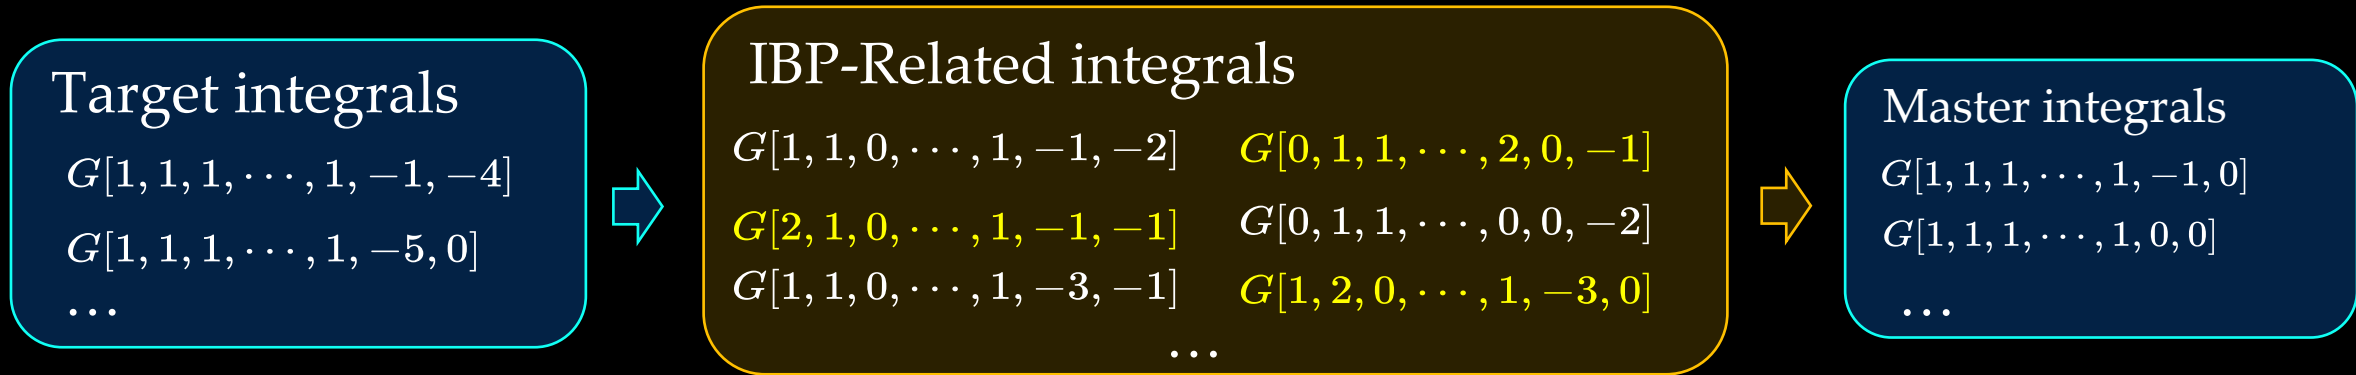 Target integrals
G[1, 1, 1, ⋯, 1, −1, −4]
G[1, 1, 1, ⋯, 1, −5, 0]
⋯
IBP-Related integrals
G[1, 1, 0, ⋯, 1, −1, −2] G[0, 1, 1, ⋯, 2, 0, −1]
G[2, 1, 0, ⋯, 1, −1, −1] G[0, 1, 1, ⋯, 0, 0, −2]
G[1, 1, 0, ⋯, 1, −3, −1] G[1, 2, 0, ⋯, 1, −3, 0]
⋯
Master integrals
G[1, 1, 1, ⋯, 1, −1, 0]
G[1, 1, 1, ⋯, 1, 0, 0]
⋯